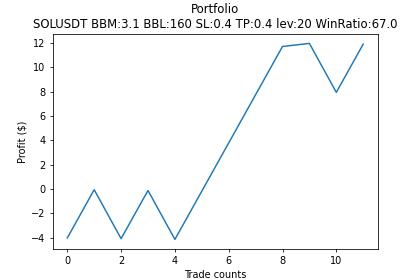 Portfolio
SOLUSDT BBM:3.1 BBL:160 SL:0.4 TP:0.4 lev:20 WinRatio:67.0
12
10
8
6
4
2
0
−2
−4
Profit ($)
0 2 4 6 8 10
Trade counts